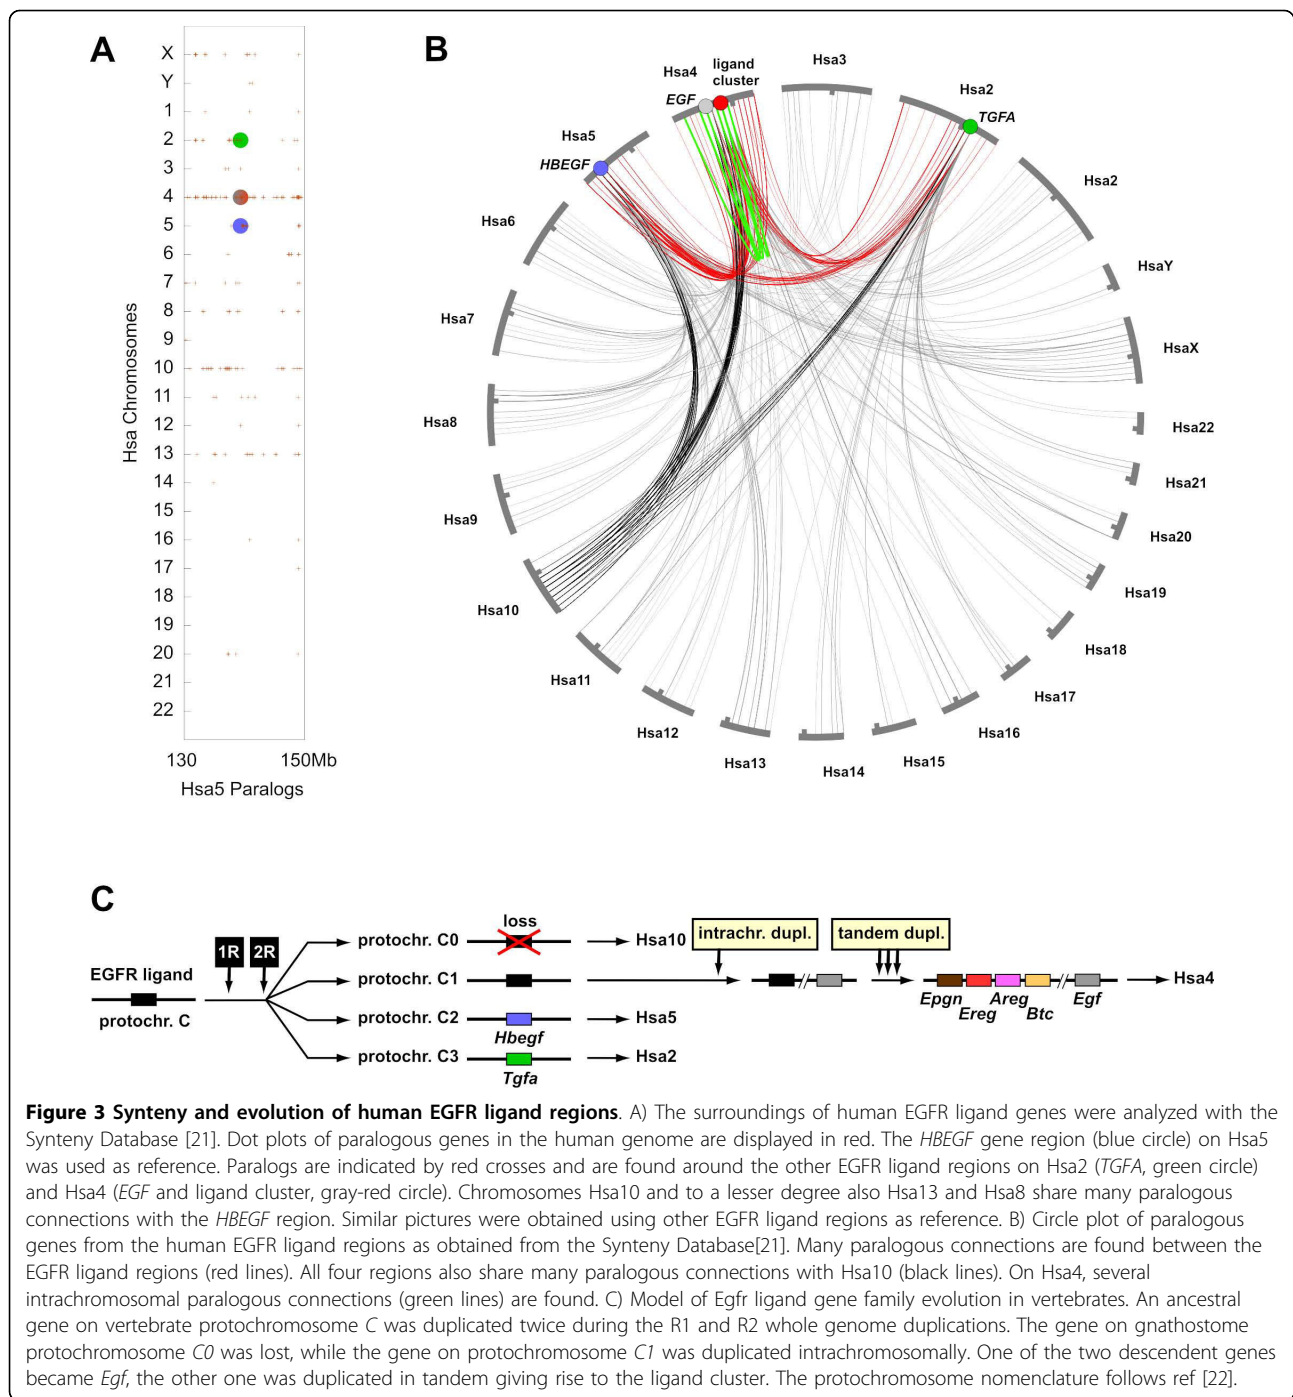 A
X
Y
1
2
3
4
5
6
7
8
9
10
11
12
13
14
15
16
17
18
19
20
21
22
Hsa Chromosomes
130
150Mb
Hsa5 Paralogs
B
Hsa3
ligand
cluster
Hsa4
EGF
Hsa2
TGFA
Hsa5
HBEGF
Hsa2
Hsa6
HsaY
Hsa7
HsaX
Hsa8
Hsa22
Hsa21
Hsa9
Hsa20
Hsa10
Hsa19
Hsa18
Hsa11
Hsa17
Hsa12
Hsa16
Hsa13
Hsa14
Hsa15
C
EGFR ligand
protochr. C
1R
2R
protochr. C0
loss
Hsa10
protochr. C1
intrachr. dupl.
tandem dupl.
Epgn
Ereg
Areg
Btc
Egf
Hsa4
protochr. C2
Hbegf
Hsa5
protochr. C3
Tgfa
Hsa2
Figure 3 Synteny and evolution of human EGFR ligand regions. A) The surroundings of human EGFR ligand genes were analyzed with the
Synteny Database [21]. Dot plots of paralogous genes in the human genome are displayed in red. The HBEGF gene region (blue circle) on Hsa5
was used as reference. Paralogs are indicated by red crosses and are found around the other EGFR ligand regions on Hsa2 (TGFA, green circle)
and Hsa4 (EGF and ligand cluster, gray-red circle). Chromosomes Hsa10 and to a lesser degree also Hsa13 and Hsa8 share many paralogous
connections with the HBEGF region. Similar pictures were obtained using other EGFR ligand regions as reference. B) Circle plot of paralogous
genes from the human EGFR ligand regions as obtained from the Synteny Database[21]. Many paralogous connections are found between the
EGFR ligand regions (red lines). All four regions also share many paralogous connections with Hsa10 (black lines). On Hsa4, several
intrachromosomal paralogous connections (green lines) are found. C) Model of Egfr ligand gene family evolution in vertebrates. An ancestral
gene on vertebrate protochromosome C was duplicated twice during the R1 and R2 whole genome duplications. The gene on gnathostome
protochromosome C0 was lost, while the gene on protochromosome C1 was duplicated intrachromosomally. One of the two descendent genes
became Egf, the other one was duplicated in tandem giving rise to the ligand cluster. The protochromosome nomenclature follows ref [22].